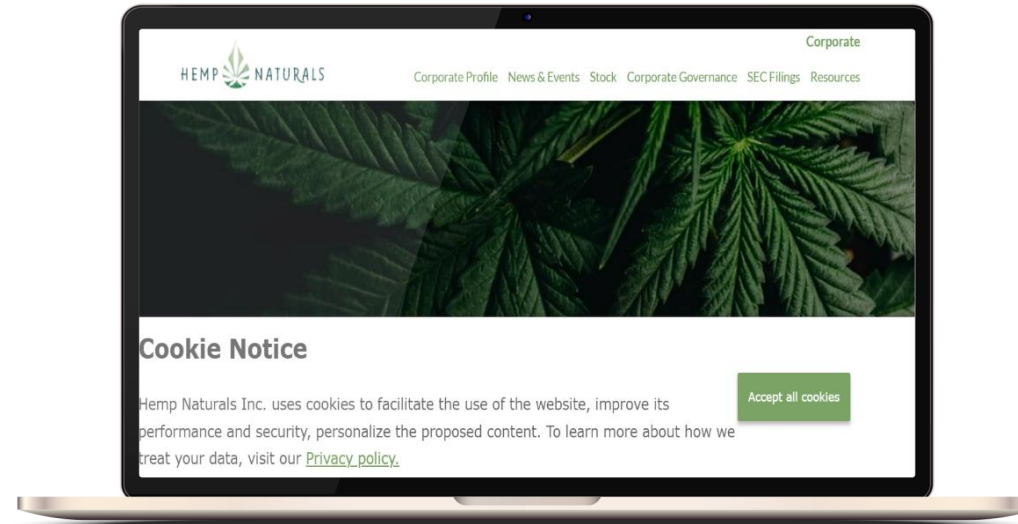 Corporate
HEMP NATURALS
Corporate Profile News & Events Stock Corporate Governance SEC Filings Resources
Cookie Notice
Hemp Naturals Inc. uses cookies to facilitate the use of the website, improve its
performance and security, personalize the proposed content. To learn more about how we
treat your data, visit our Privacy policy.
Accept all cookies